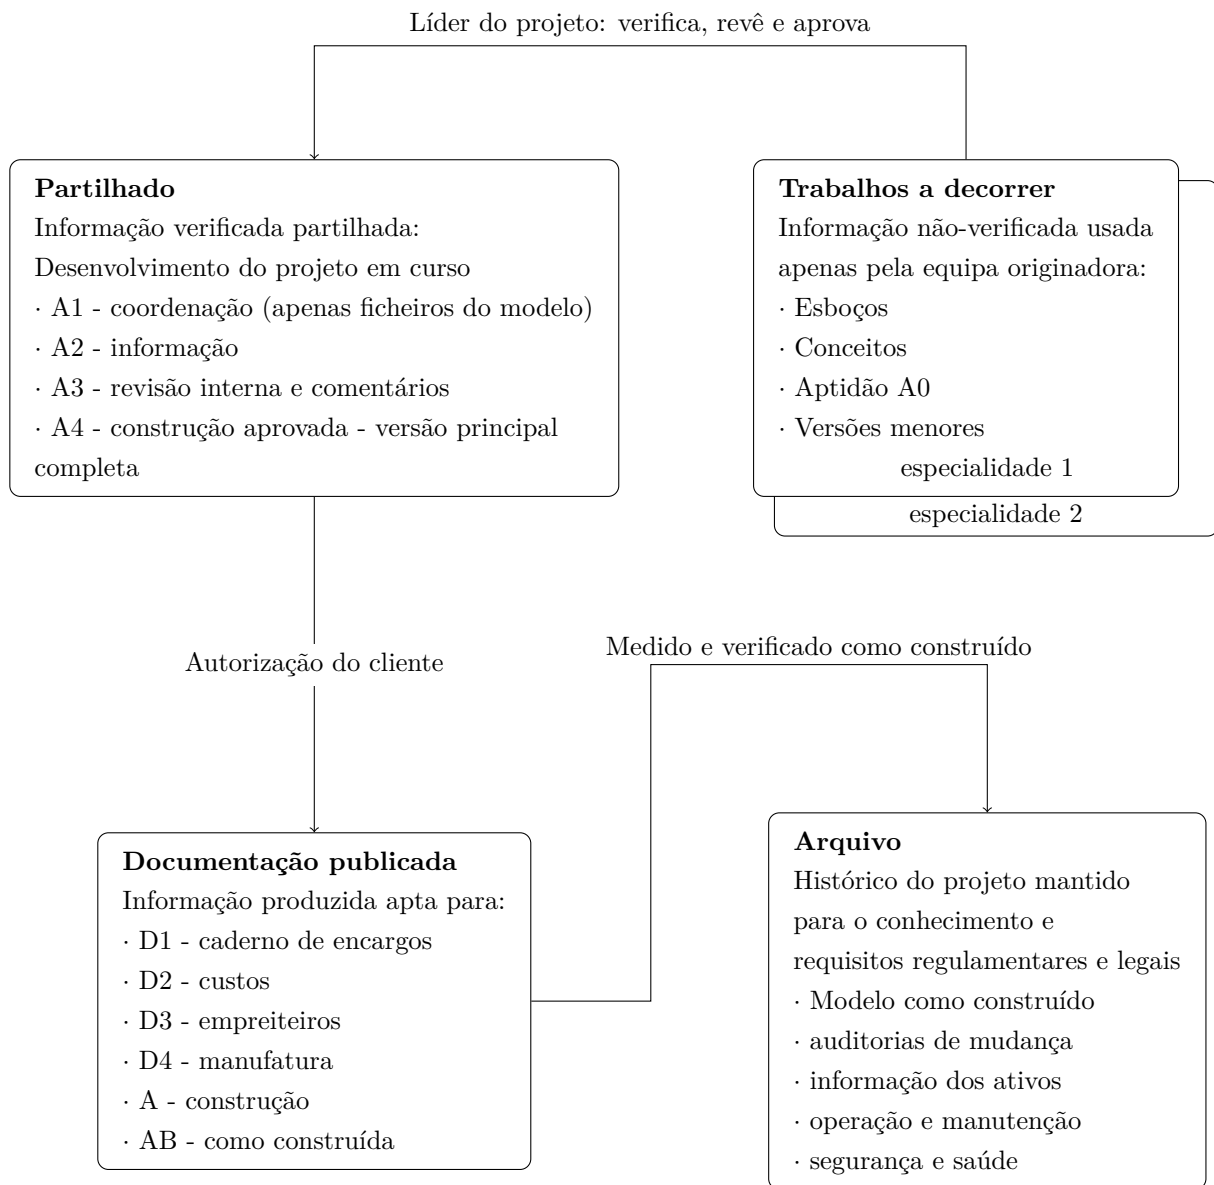 Líder do projeto: verifica, revê e aprova
Partilhado
Informação verificada partilhada:
Desenvolvimento do projeto em curso
· A1 - coordenação (apenas ficheiros do modelo)
· A2 - informação
· A3 - revisão interna e comentários
· A4 - construção aprovada - versão principal
completa
Trabalhos a decorrer
Informação não-verificada usada
apenas pela equipa originadora:
· Esboços
· Conceitos
· Aptidão A0
· Versões menores
especialidade 1
especialidade 2
Autorização do cliente
Medido e verificado como construído
Documentação publicada
Informação produzida apta para:
· D1 - caderno de encargos
· D2 - custos
· D3 - empreiteiros
· D4 - manufatura
· A - construção
· AB - como construída
Arquivo
Histórico do projeto mantido
para o conhecimento e
requisitos regulamentares e legais
· Modelo como construído
· auditorias de mudança
· informação dos ativos
· operação e manutenção
· segurança e saúde